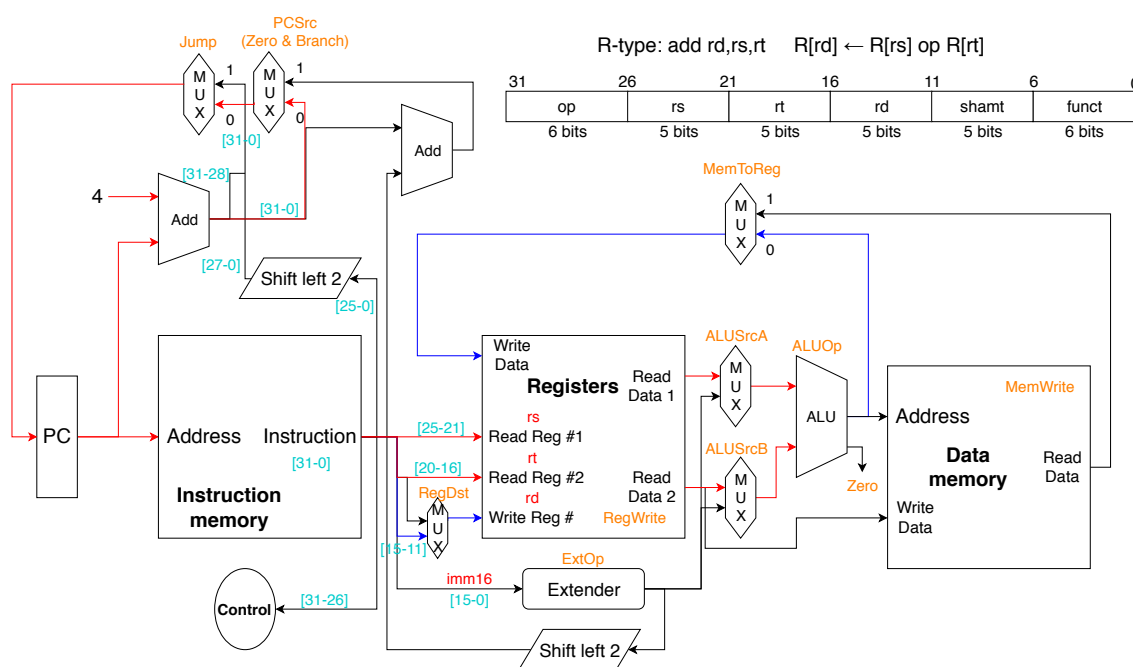 PCSrc
(Zero & Branch)
Jump
R-type: add rd,rs,rt R[rd] ← R[rs] op R[rt]
31 26 21 16 11 6
op rs rt rd shamt funct
6 bits 5 bits 5 bits 5 bits 5 bits 6 bits
1
M
U
X
0
1
M
U
X
0
[31-0]
Add
MemToReg
[31-28]
4
Add
[31-0]
1
M
U
X
0
[27-0]
Shift left 2
[25-0]
Write
Data
Registers
Read
Data 1
ALUSrcA
M
U
X
ALUOp
ALU
MemWrite
PC
Address
Instruction
[31-0]
Instruction
memory
[25-21]
rs
Read Reg #1
[20-16]
rt
Read Reg #2
RegDst
M
U
X
rd
Write Reg #
[15-11]
Read
Data 2
RegWrite
ALUSrcB
M
U
X
Zero
Address
Data
memory
Read
Data
Write
Data
Control
[31-26]
imm16
[15-0]
ExtOp
Extender
Shift left 2